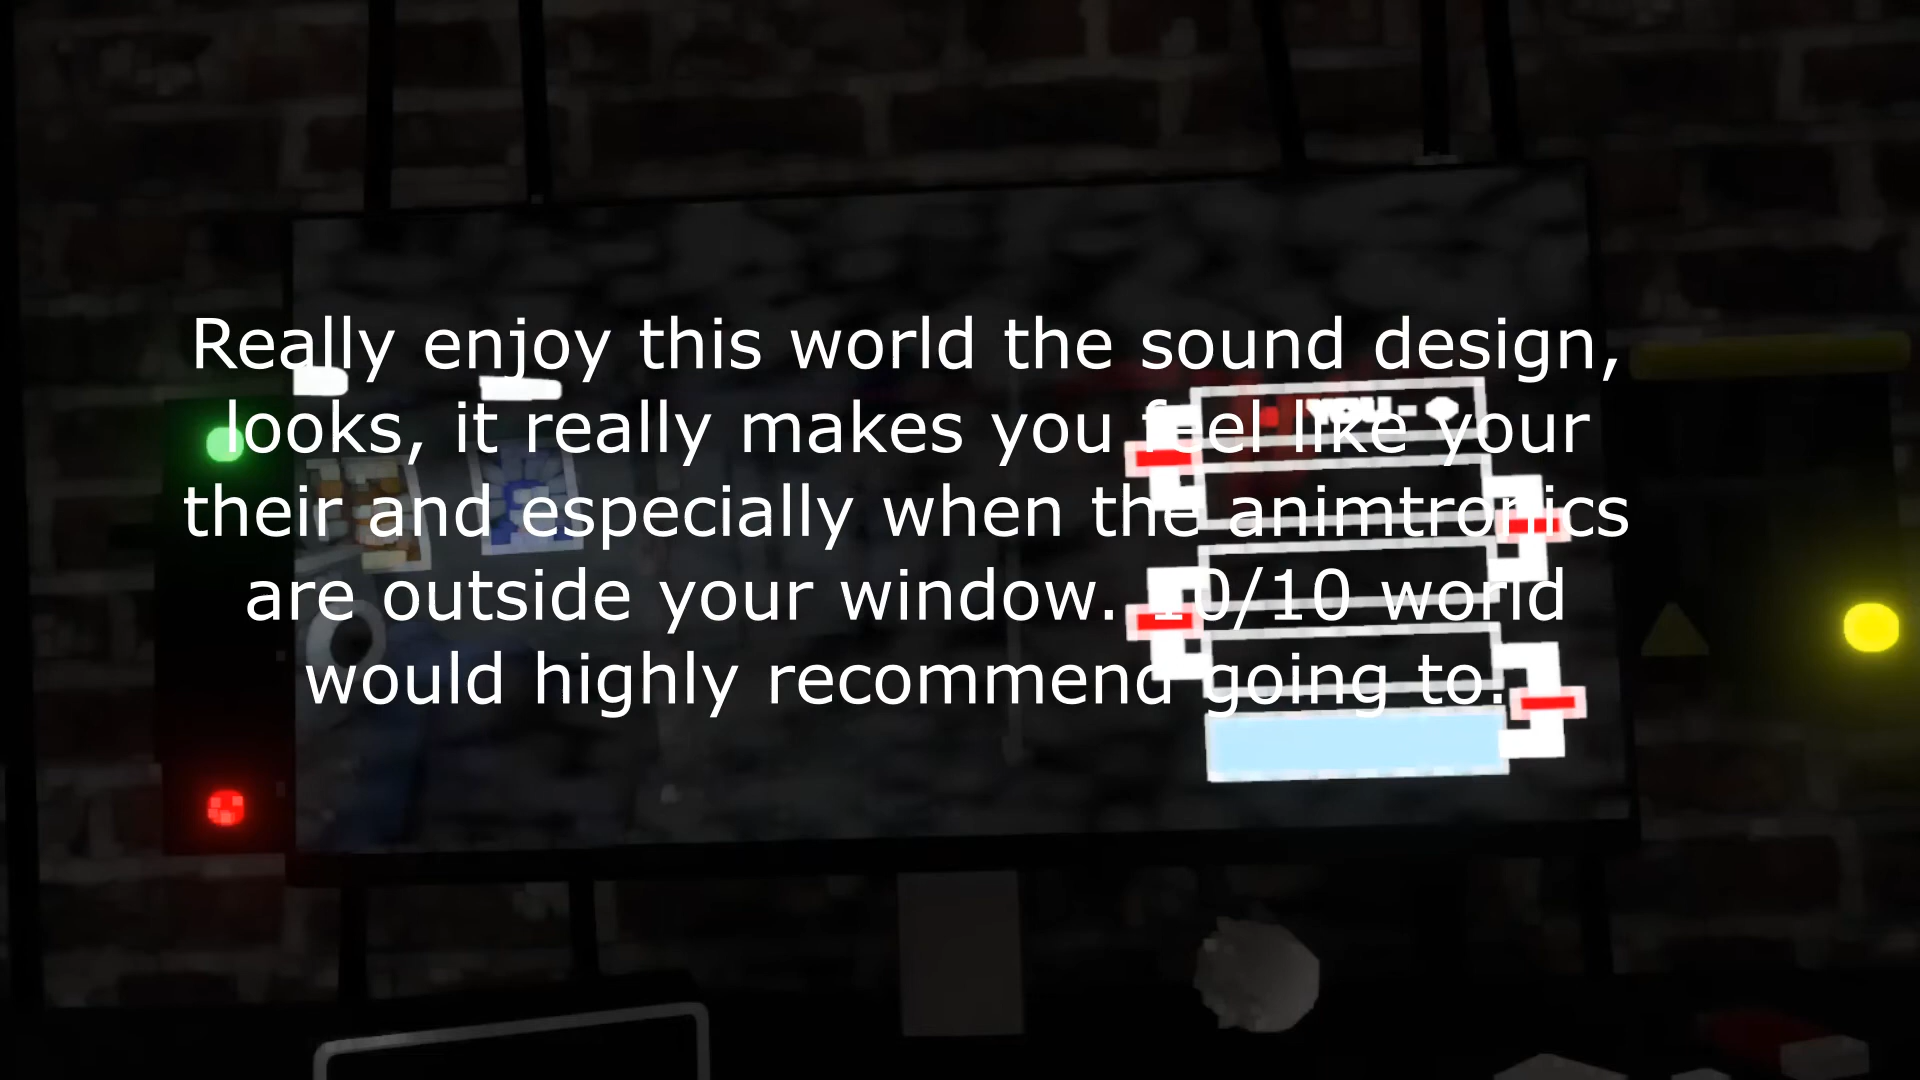 Really enjoy this world the sound design,
looks, it really makes you feel like your
their and especially when the animtronics
are outside your window. 10/10 world
would highly recommend going to.
YOU-